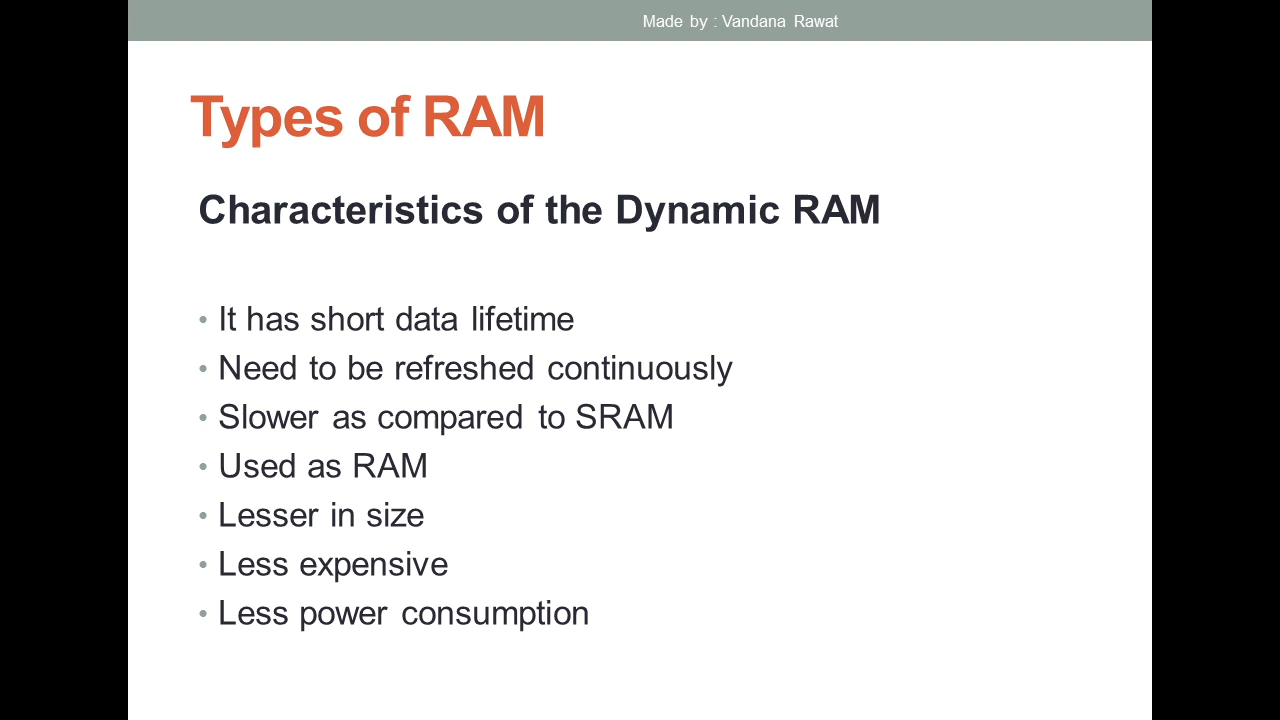 Made by : Vandana Rawat
Types of RAM
Characteristics of the Dynamic RAM
• It has short data lifetime
• Need to be refreshed continuously
• Slower as compared to SRAM
• Used as RAM
• Lesser in size
• Less expensive
• Less power consumption